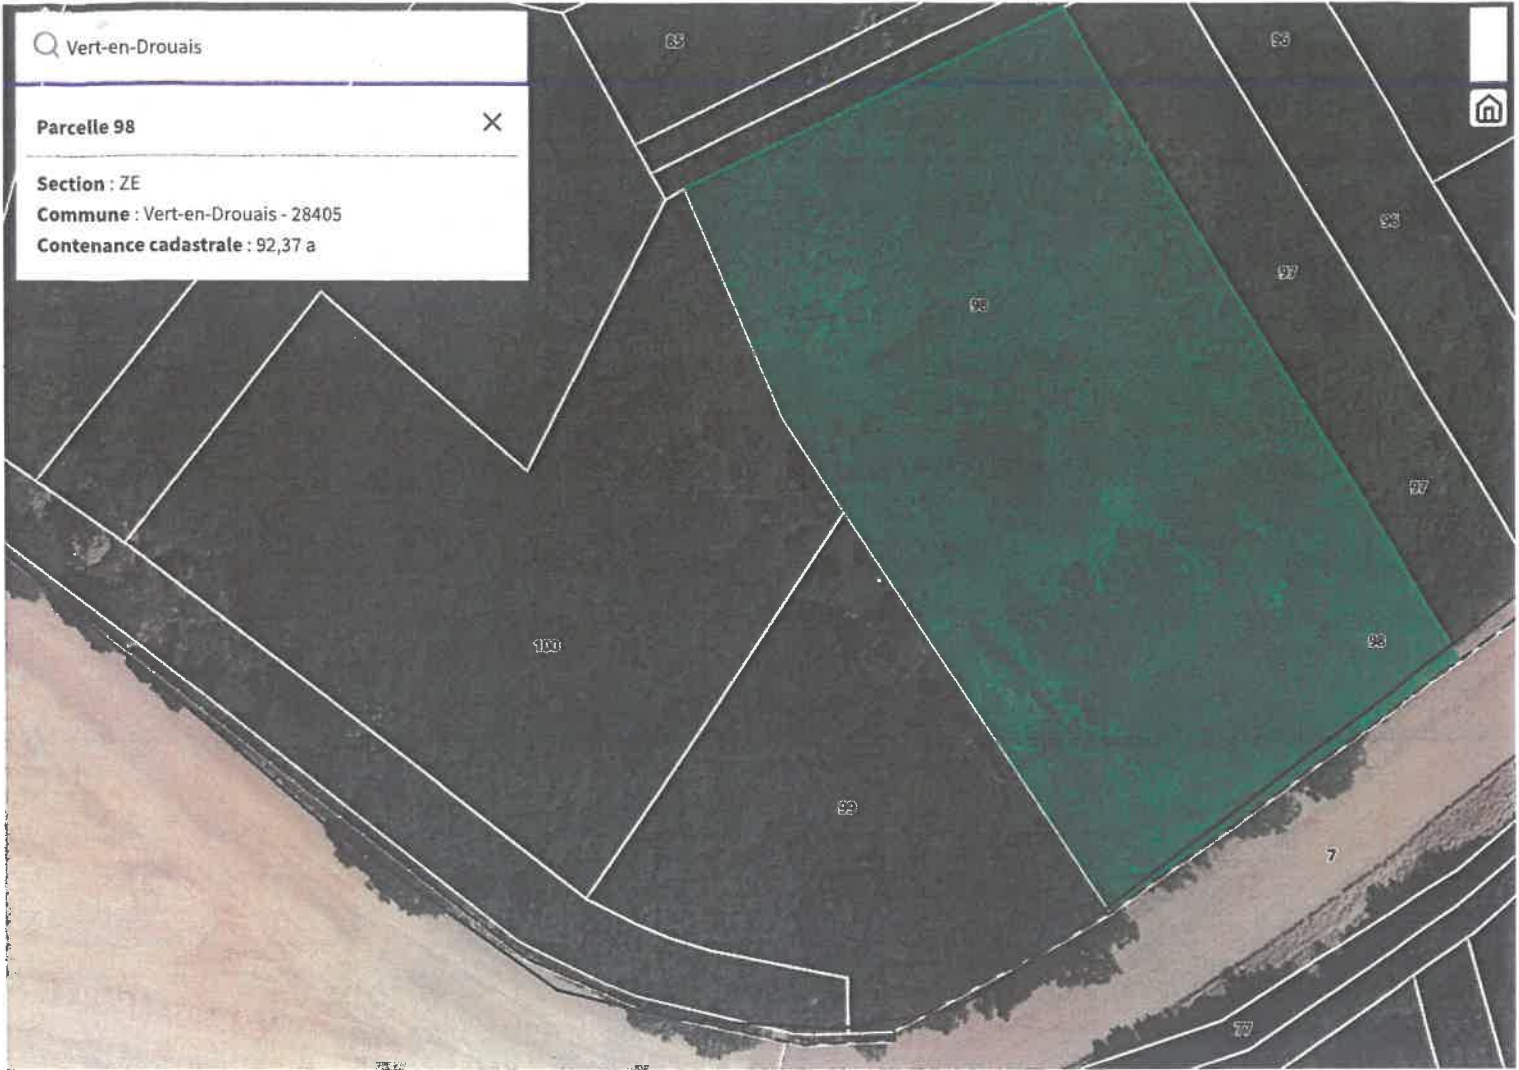 Vert-en-Drouais
Parcelle 98
Section : ZE
Commune : Vert-en-Drouais - 28405
Contenance cadastrale : 92,37 a
85
96
96
97
98
97
98
100
99
7
77